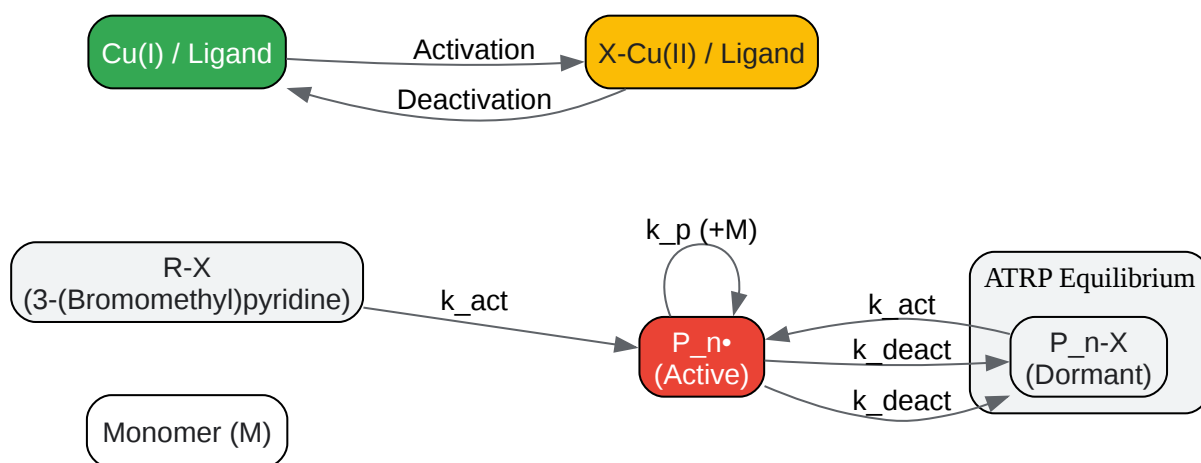 Cu(I) / Ligand
Activation
X-Cu(II) / Ligand
Deactivation
k_p (+M)
R-X
(3-(Bromomethyl)pyridine)
k_act
ATRP Equilibrium
k_act
P_n•
(Active)
k_deact
P_n-X
(Dormant)
k_deact
Monomer (M)